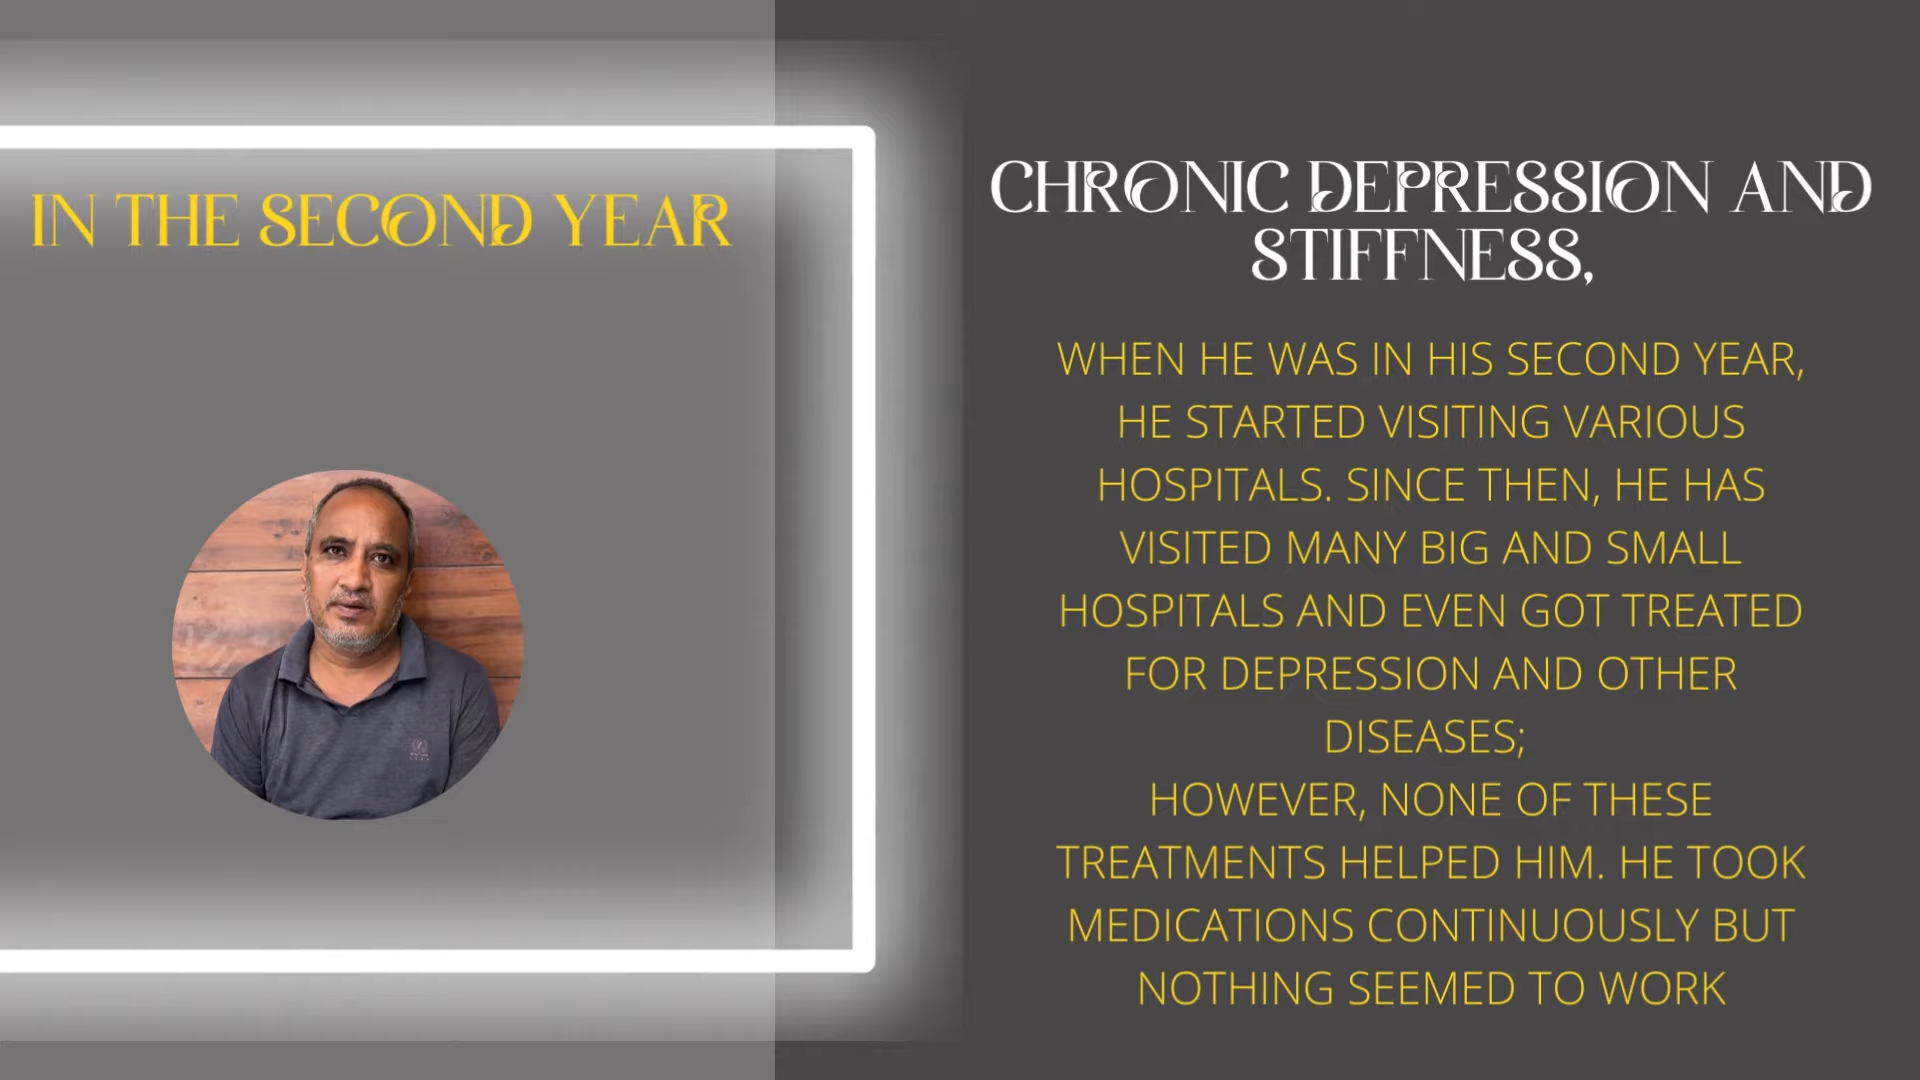 IN THE SECOND YEAR
CHRONIC DEPRESSION AND
STIFFNESS,
WHEN HE WAS IN HIS SECOND YEAR,
HE STARTED VISITING VARIOUS
HOSPITALS. SINCE THEN, HE HAS
VISITED MANY BIG AND SMALL
HOSPITALS AND EVEN GOT TREATED
FOR DEPRESSION AND OTHER
DISEASES;
HOWEVER, NONE OF THESE
TREATMENTS HELPED HIM. HE TOOK
MEDICATIONS CONTINUOUSLY BUT
NOTHING SEEMED TO WORK